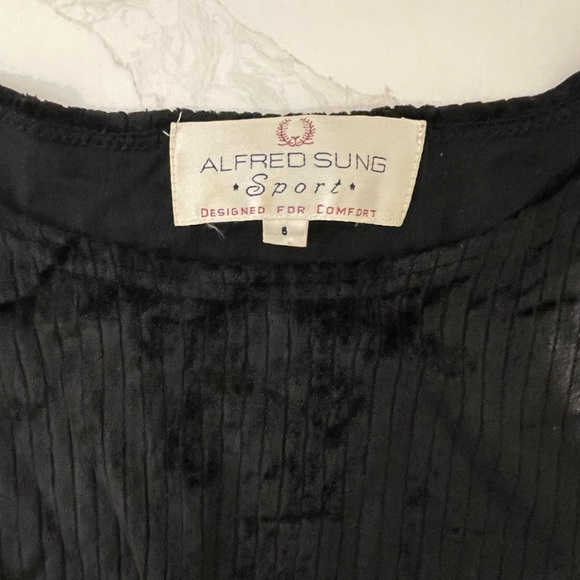 ALFRED SUNG
• Sport •
DESIGNED FOR COMFORT
6